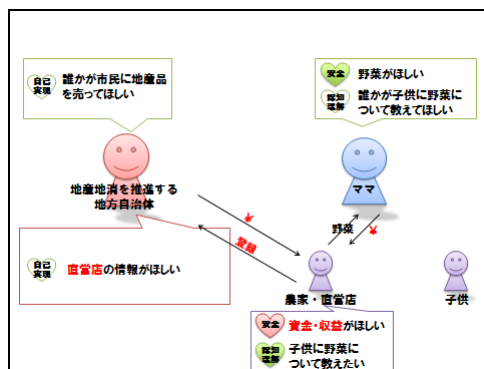 自己
実現
誰かが市民に地産品
を売ってほしい
安全
野菜がほしい
認知
理解
誰かが子供に野菜に
ついて教えてほしい
地産地消を推進する
地方自治体
ママ
野菜
¥
¥
登録
自己
実現
直営店の情報がほしい
農家・直営店
子供
安全
資金・収益がほしい
認知
理解
子供に野菜に
ついて教えたい